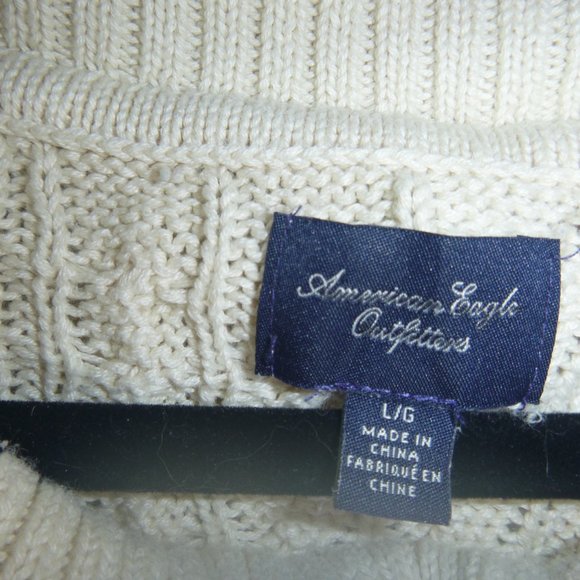 American Eagle
Outfitters
L/G
MADE IN
CHINA
FABRIQUÉ EN
CHINE